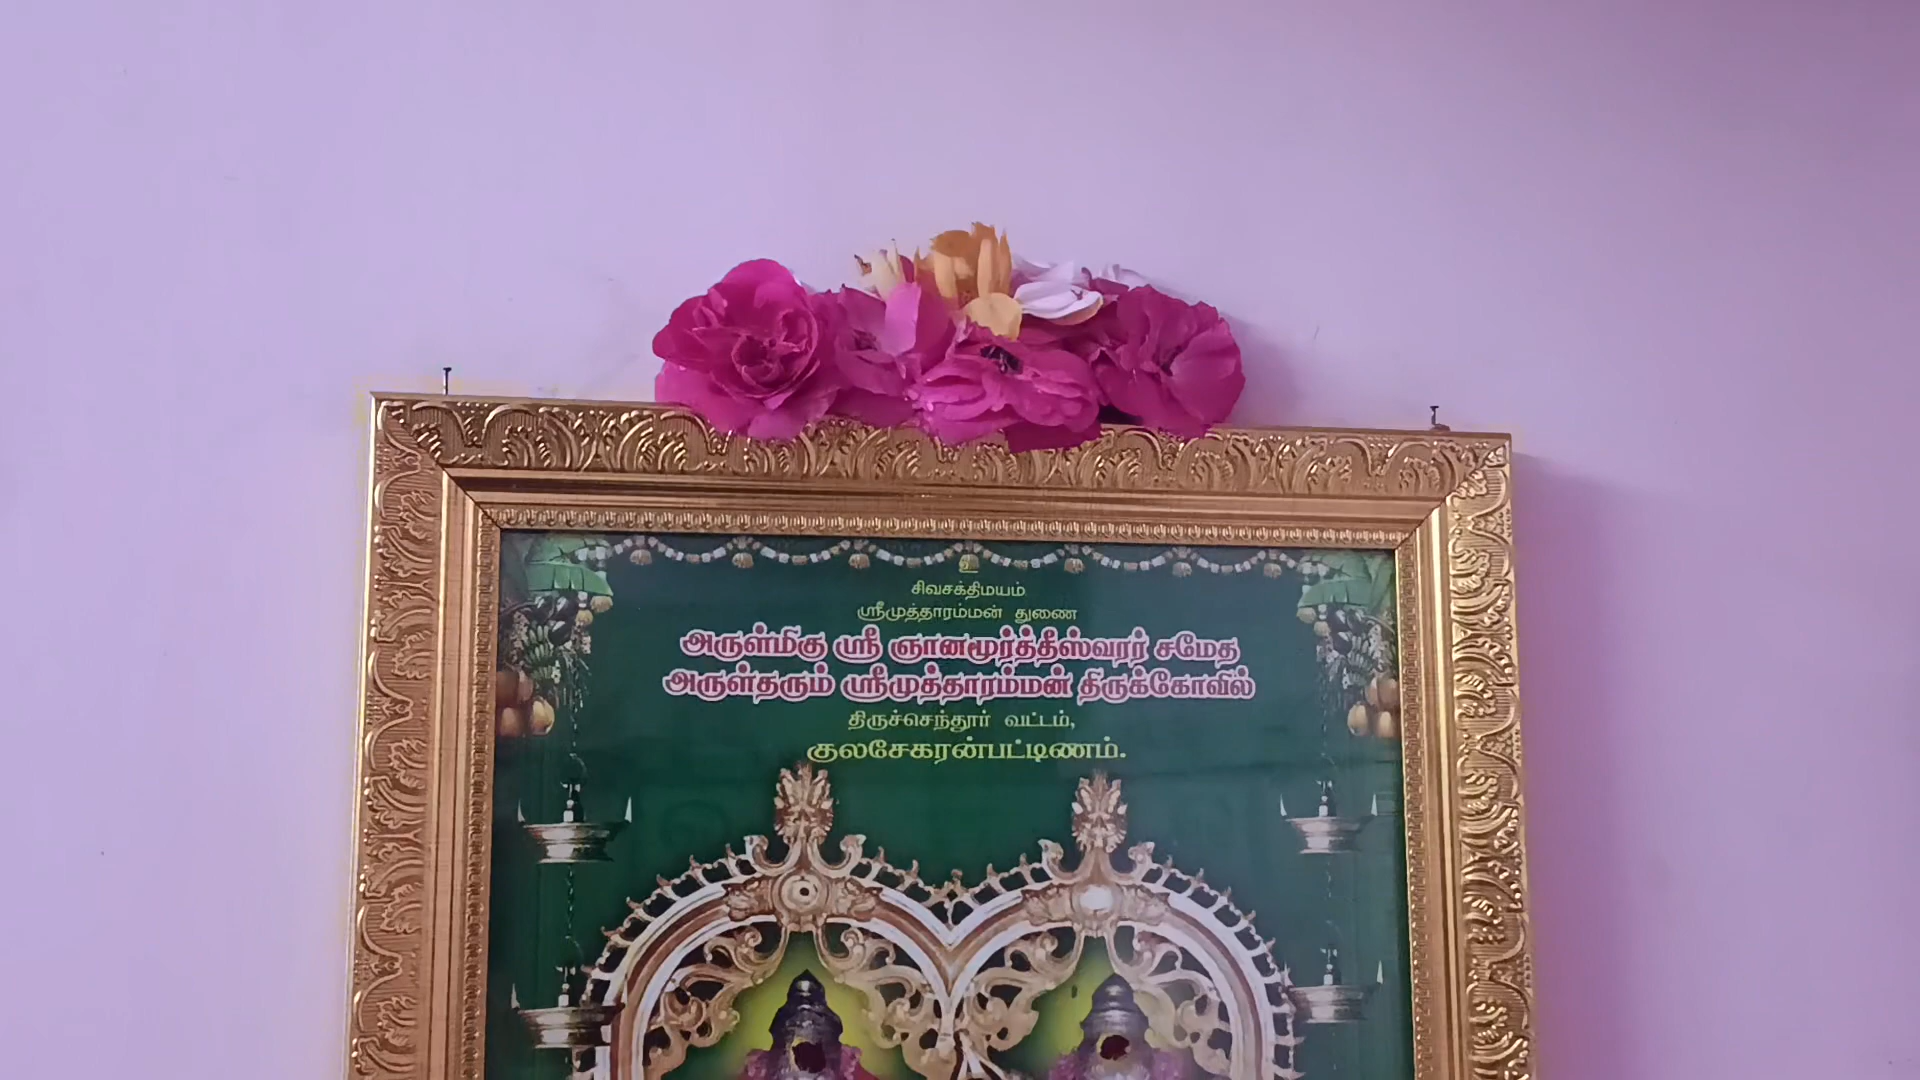 உ
சிவசக்திமயம்
ஸ்ரீமுத்தாரம்மன் துணை
அருள்மிகு ஸ்ரீ ஞானமூர்த்தீஸ்வரர் சமேத
அருள்தரும் ஸ்ரீமுத்தாரம்மன் திருக்கோவில்
திருச்செந்தூர் வட்டம்,
குலசேகரன்பட்டிணம்.